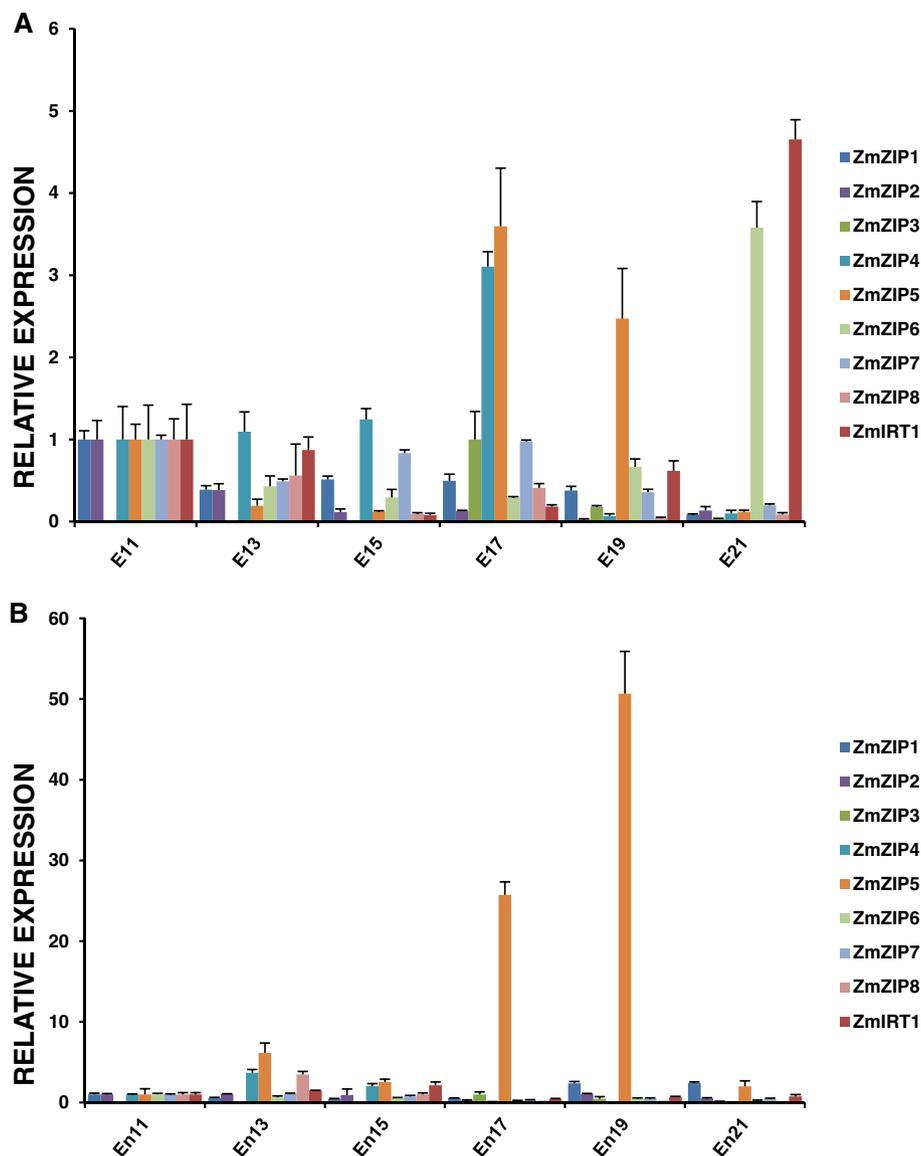 A
6
5
4
3
2
1
0
RELATIVE EXPRESSION
E11
E13
E15
E17
E19
E21
ZmZIP1
ZmZIP2
ZmZIP3
ZmZIP4
ZmZIP5
ZmZIP6
ZmZIP7
ZmZIP8
ZmIRT1
B
60
50
40
30
20
10
0
RELATIVE EXPRESSION
En11
En13
En15
En17
En19
En21
ZmZIP1
ZmZIP2
ZmZIP3
ZmZIP4
ZmZIP5
ZmZIP6
ZmZIP7
ZmZIP8
ZmIRT1